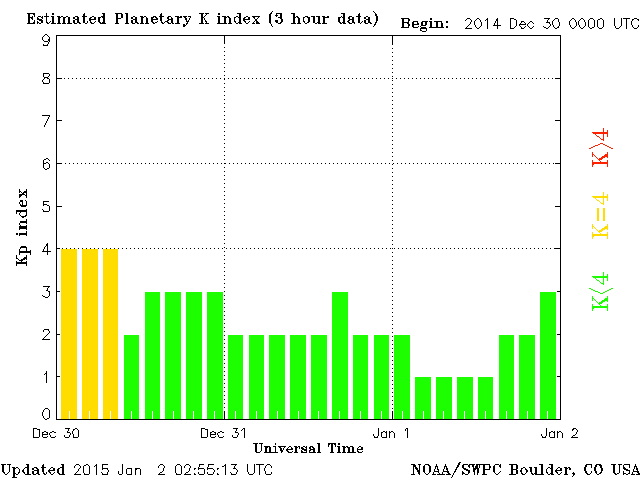 Estimated Planetary K index (3 hour data)
Begin: 2014 Dec 30 0000 UTC
9
8
7
6
5
4
3
2
1
0
Kp index
K>4
K=4
K<4
Dec 30
Dec 31
Jan 1
Jan 2
Universal Time
Updated 2015 Jan 2 02:55:13 UTC
NOAA/SWPC Boulder, CO USA